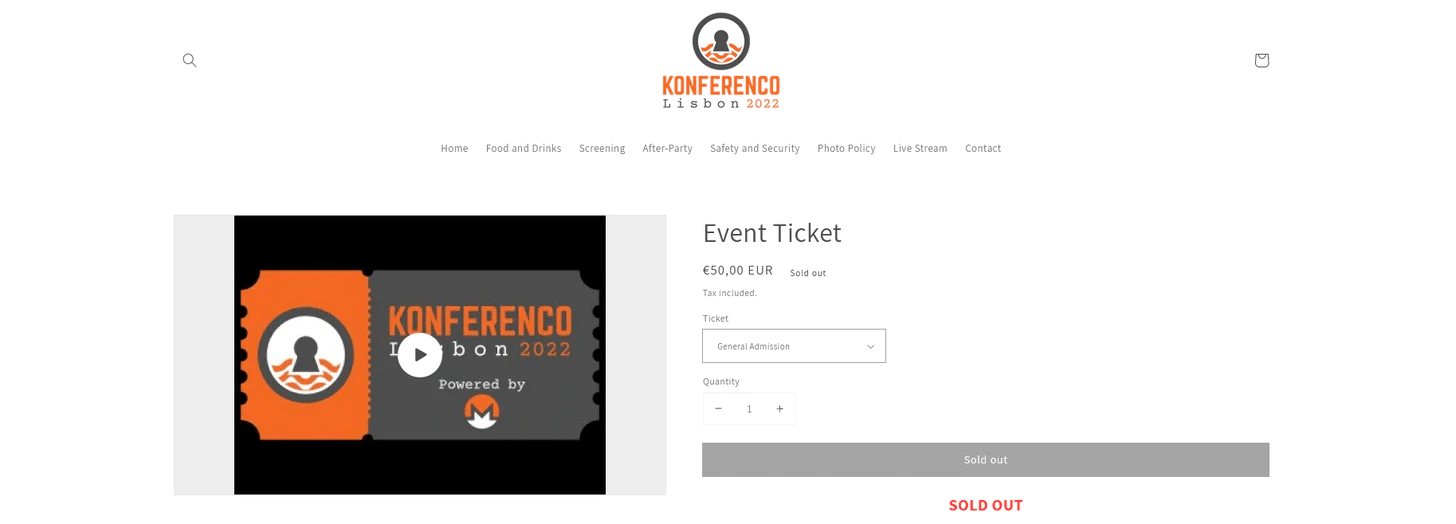 KONFERENCO
Lisbon 2022
Home Food and Drinks Screening After-Party Safety and Security Photo Policy Live Stream Contact
KONFERENCO
L sbon 2022
Powered by
Event Ticket
€50,00 EUR Sold out
Tax included.
Ticket
General Admission
Quantity
− 1 +
Sold out
SOLD OUT